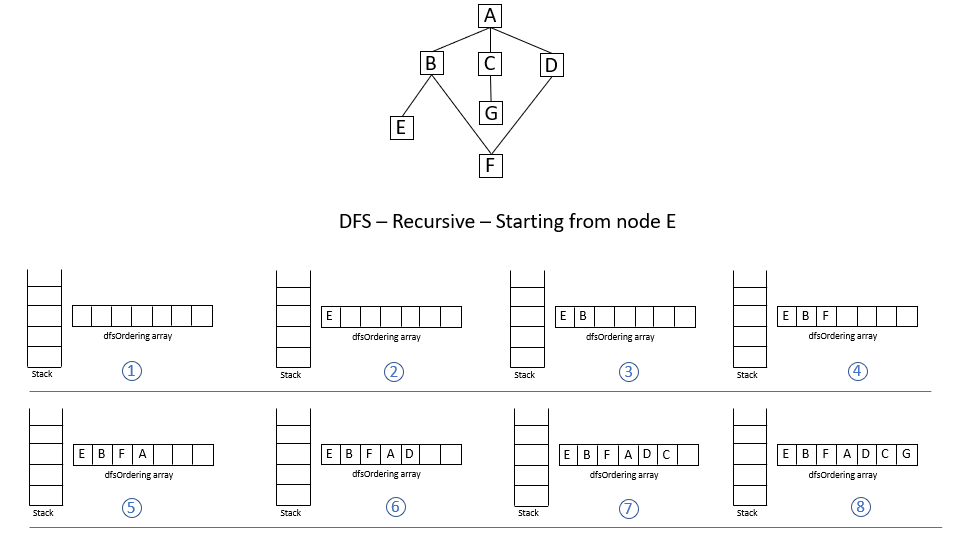 A
B C D
G
E
F
DFS – Recursive – Starting from node E
E
E B
E B F
dfsOrdering array dfsOrdering array dfsOrdering array dfsOrdering array
Stack 1 Stack 2 Stack 3 Stack 4
E B F A
E B F A D
E B F A D C
E B F A D C G
dfsOrdering array dfsOrdering array dfsOrdering array dfsOrdering array
Stack 5 Stack 6 Stack 7 Stack 8